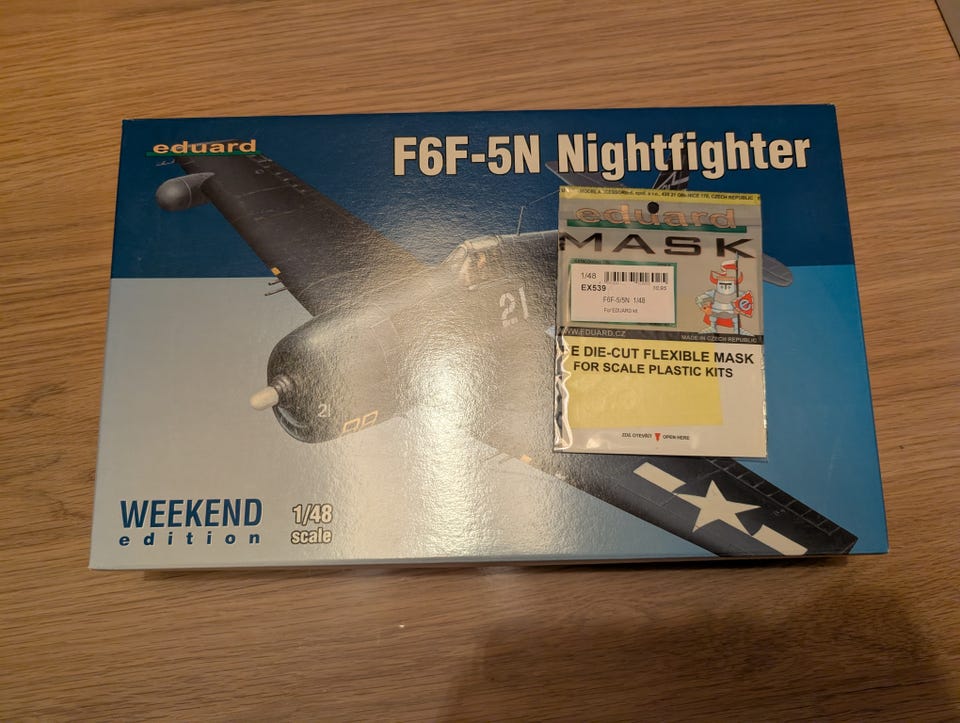 eduard
F6F-5N Nightfighter
eduard
MASK
1/48
EX539
F6F-5/5N 1/48
For EDUARD kit
WWW.EDUARD.CZ
MADE IN CZECH REPUBLIC
E DIE-CUT FLEXIBLE MASK
FOR SCALE PLASTIC KITS
ZDE OTEVŘÍT OPEN HERE
21
21
WEEKEND
edition
1/48
scale